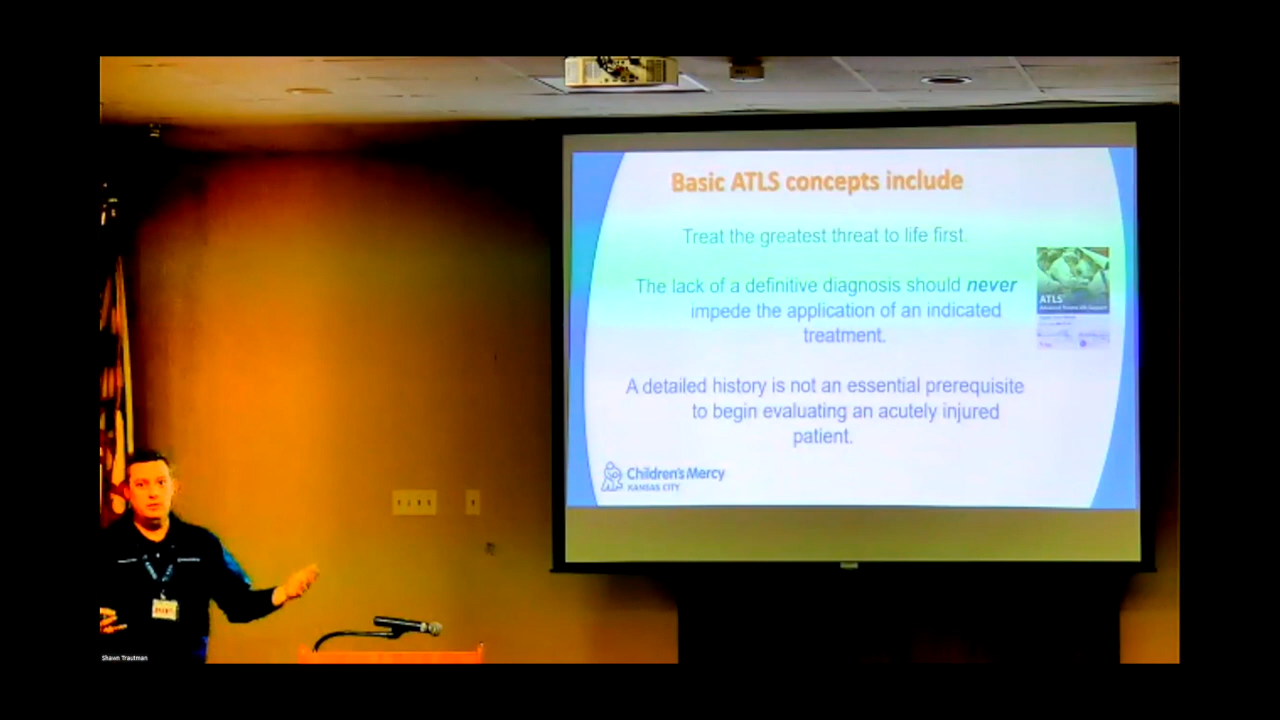 Basic ATLS concepts include
Treat the greatest threat to life first.
The lack of a definitive diagnosis should never
impede the application of an indicated
treatment.
ATLS
A detailed history is not an essential prerequisite
to begin evaluating an acutely injured
patient.
Children's Mercy
KANSAS CITY
Shawn Trautman